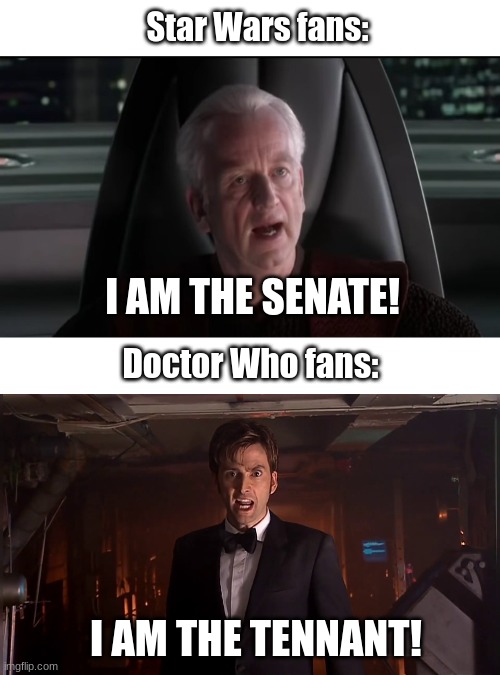 Star Wars fans:
I AM THE SENATE!
Doctor Who fans:
I AM THE TENNANT!
imgflip.com